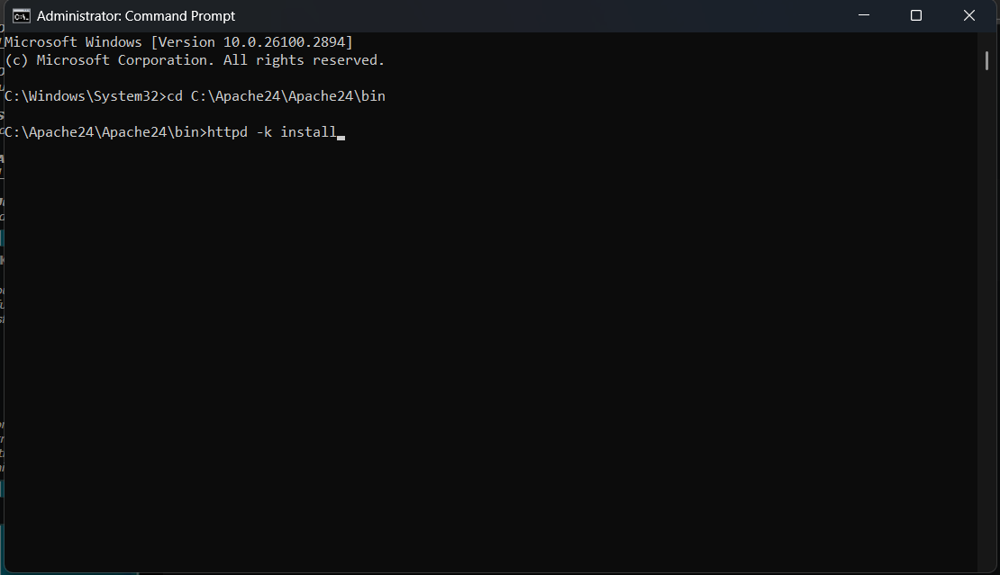 Administrator: Command Prompt
Microsoft Windows [Version 10.0.26100.2894]
(c) Microsoft Corporation. All rights reserved.
C:\Windows\System32>cd C:\Apache24\Apache24\bin
C:\Apache24\Apache24\bin>httpd -k install